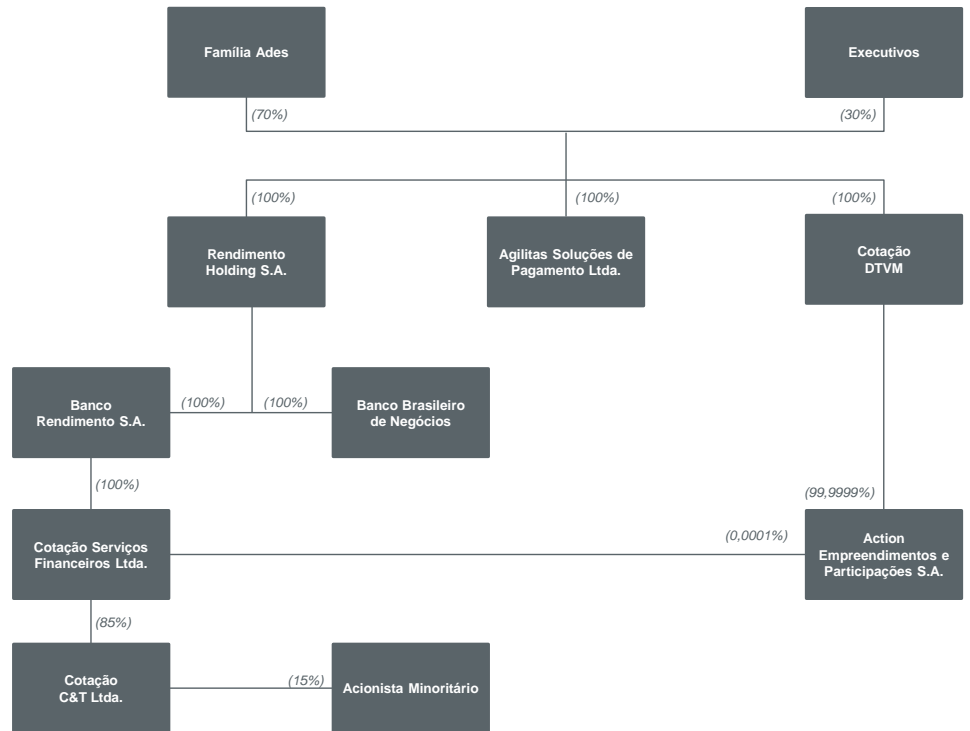 Família Ades
Executivos
(70%)
(30%)
(100%)
(100%)
(100%)
Rendimento
Holding S.A.
Agilitas Soluções de
Pagamento Ltda.
Cotação
DTVM
Banco
Rendimento S.A.
(100%)
(100%)
Banco Brasileiro
de Negócios
(100%)
(99,9999%)
Cotação Serviços
Financeiros Ltda.
(0,0001%)
Action
Empreendimentos e
Participações S.A.
(85%)
Cotação
C&T Ltda.
(15%)
Acionista Minoritário